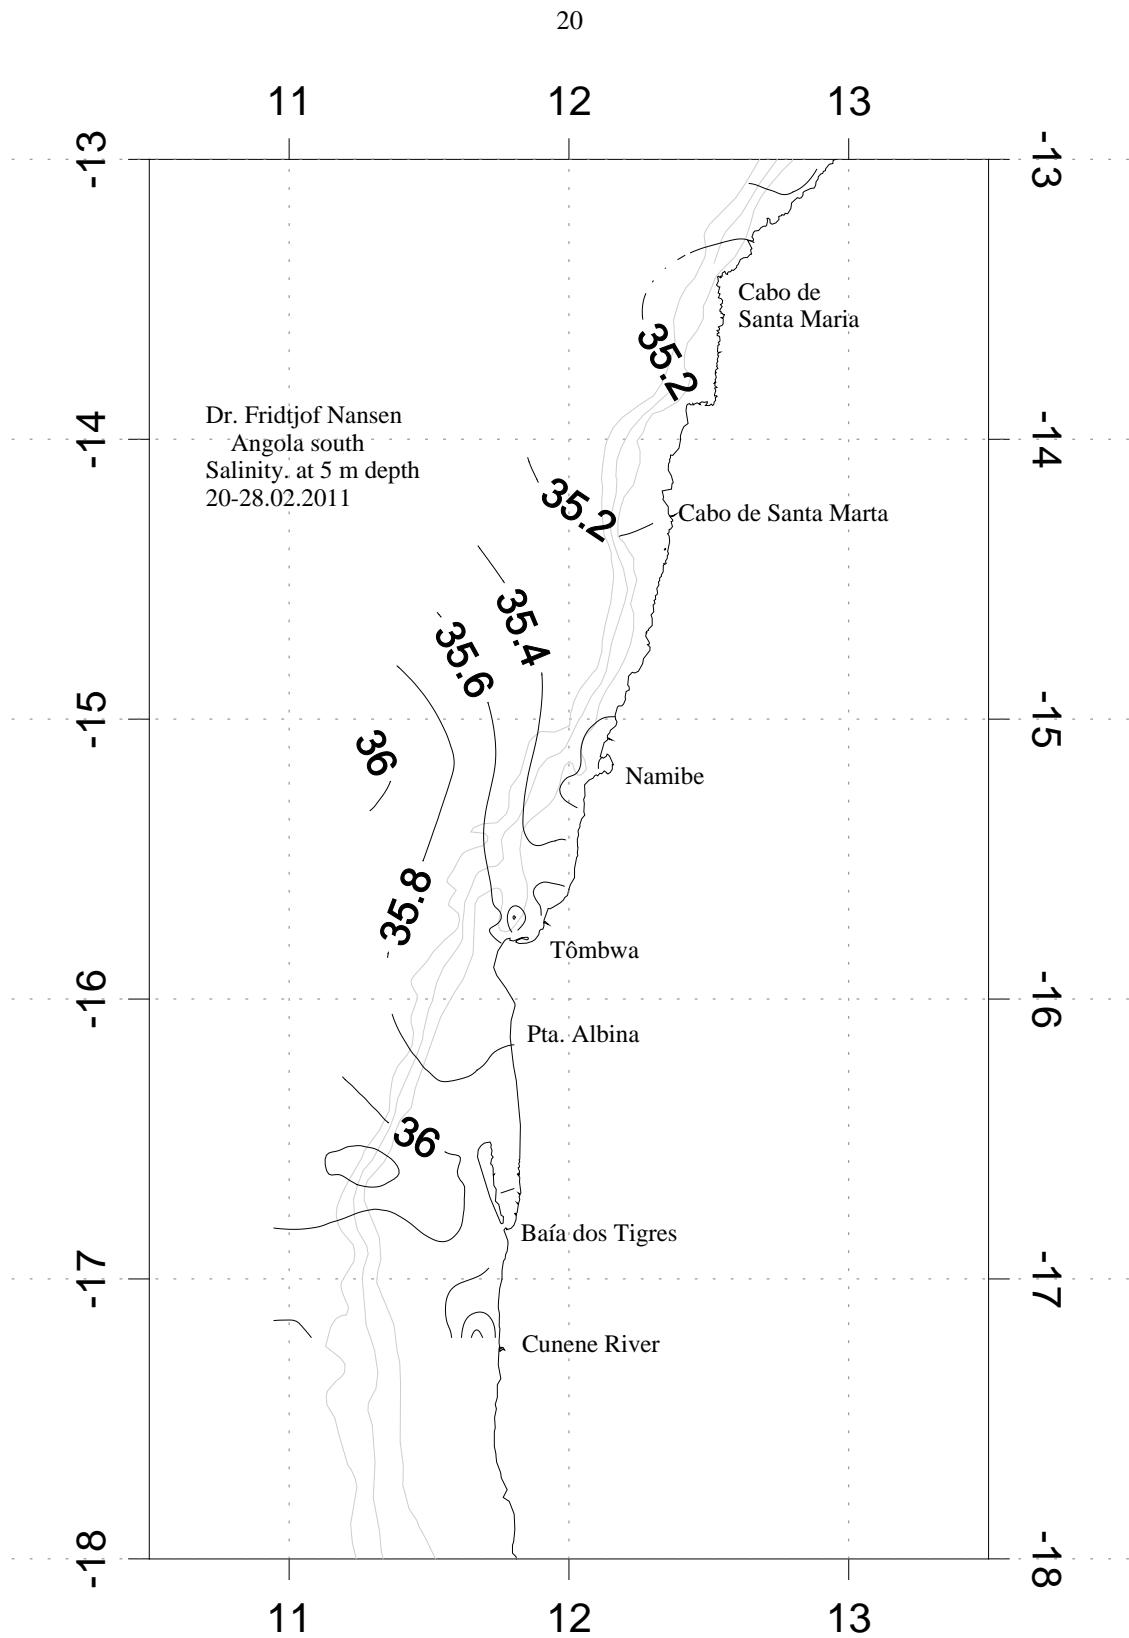 20
11 12 13
-13 -13
Cabo de
Santa Maria
35.2
Dr. Fridtjof Nansen
Angola south
Salinity. at 5 m depth
20-28.02.2011
-14 -14
35.2
Cabo de Santa Marta
35.4
35.6
-15 -15
36
Namibe
35.8
Tômbwa
-16 -16
Pta. Albina
36
Baía dos Tigres
-17 -17
Cunene River
-18 -18
11 12 13